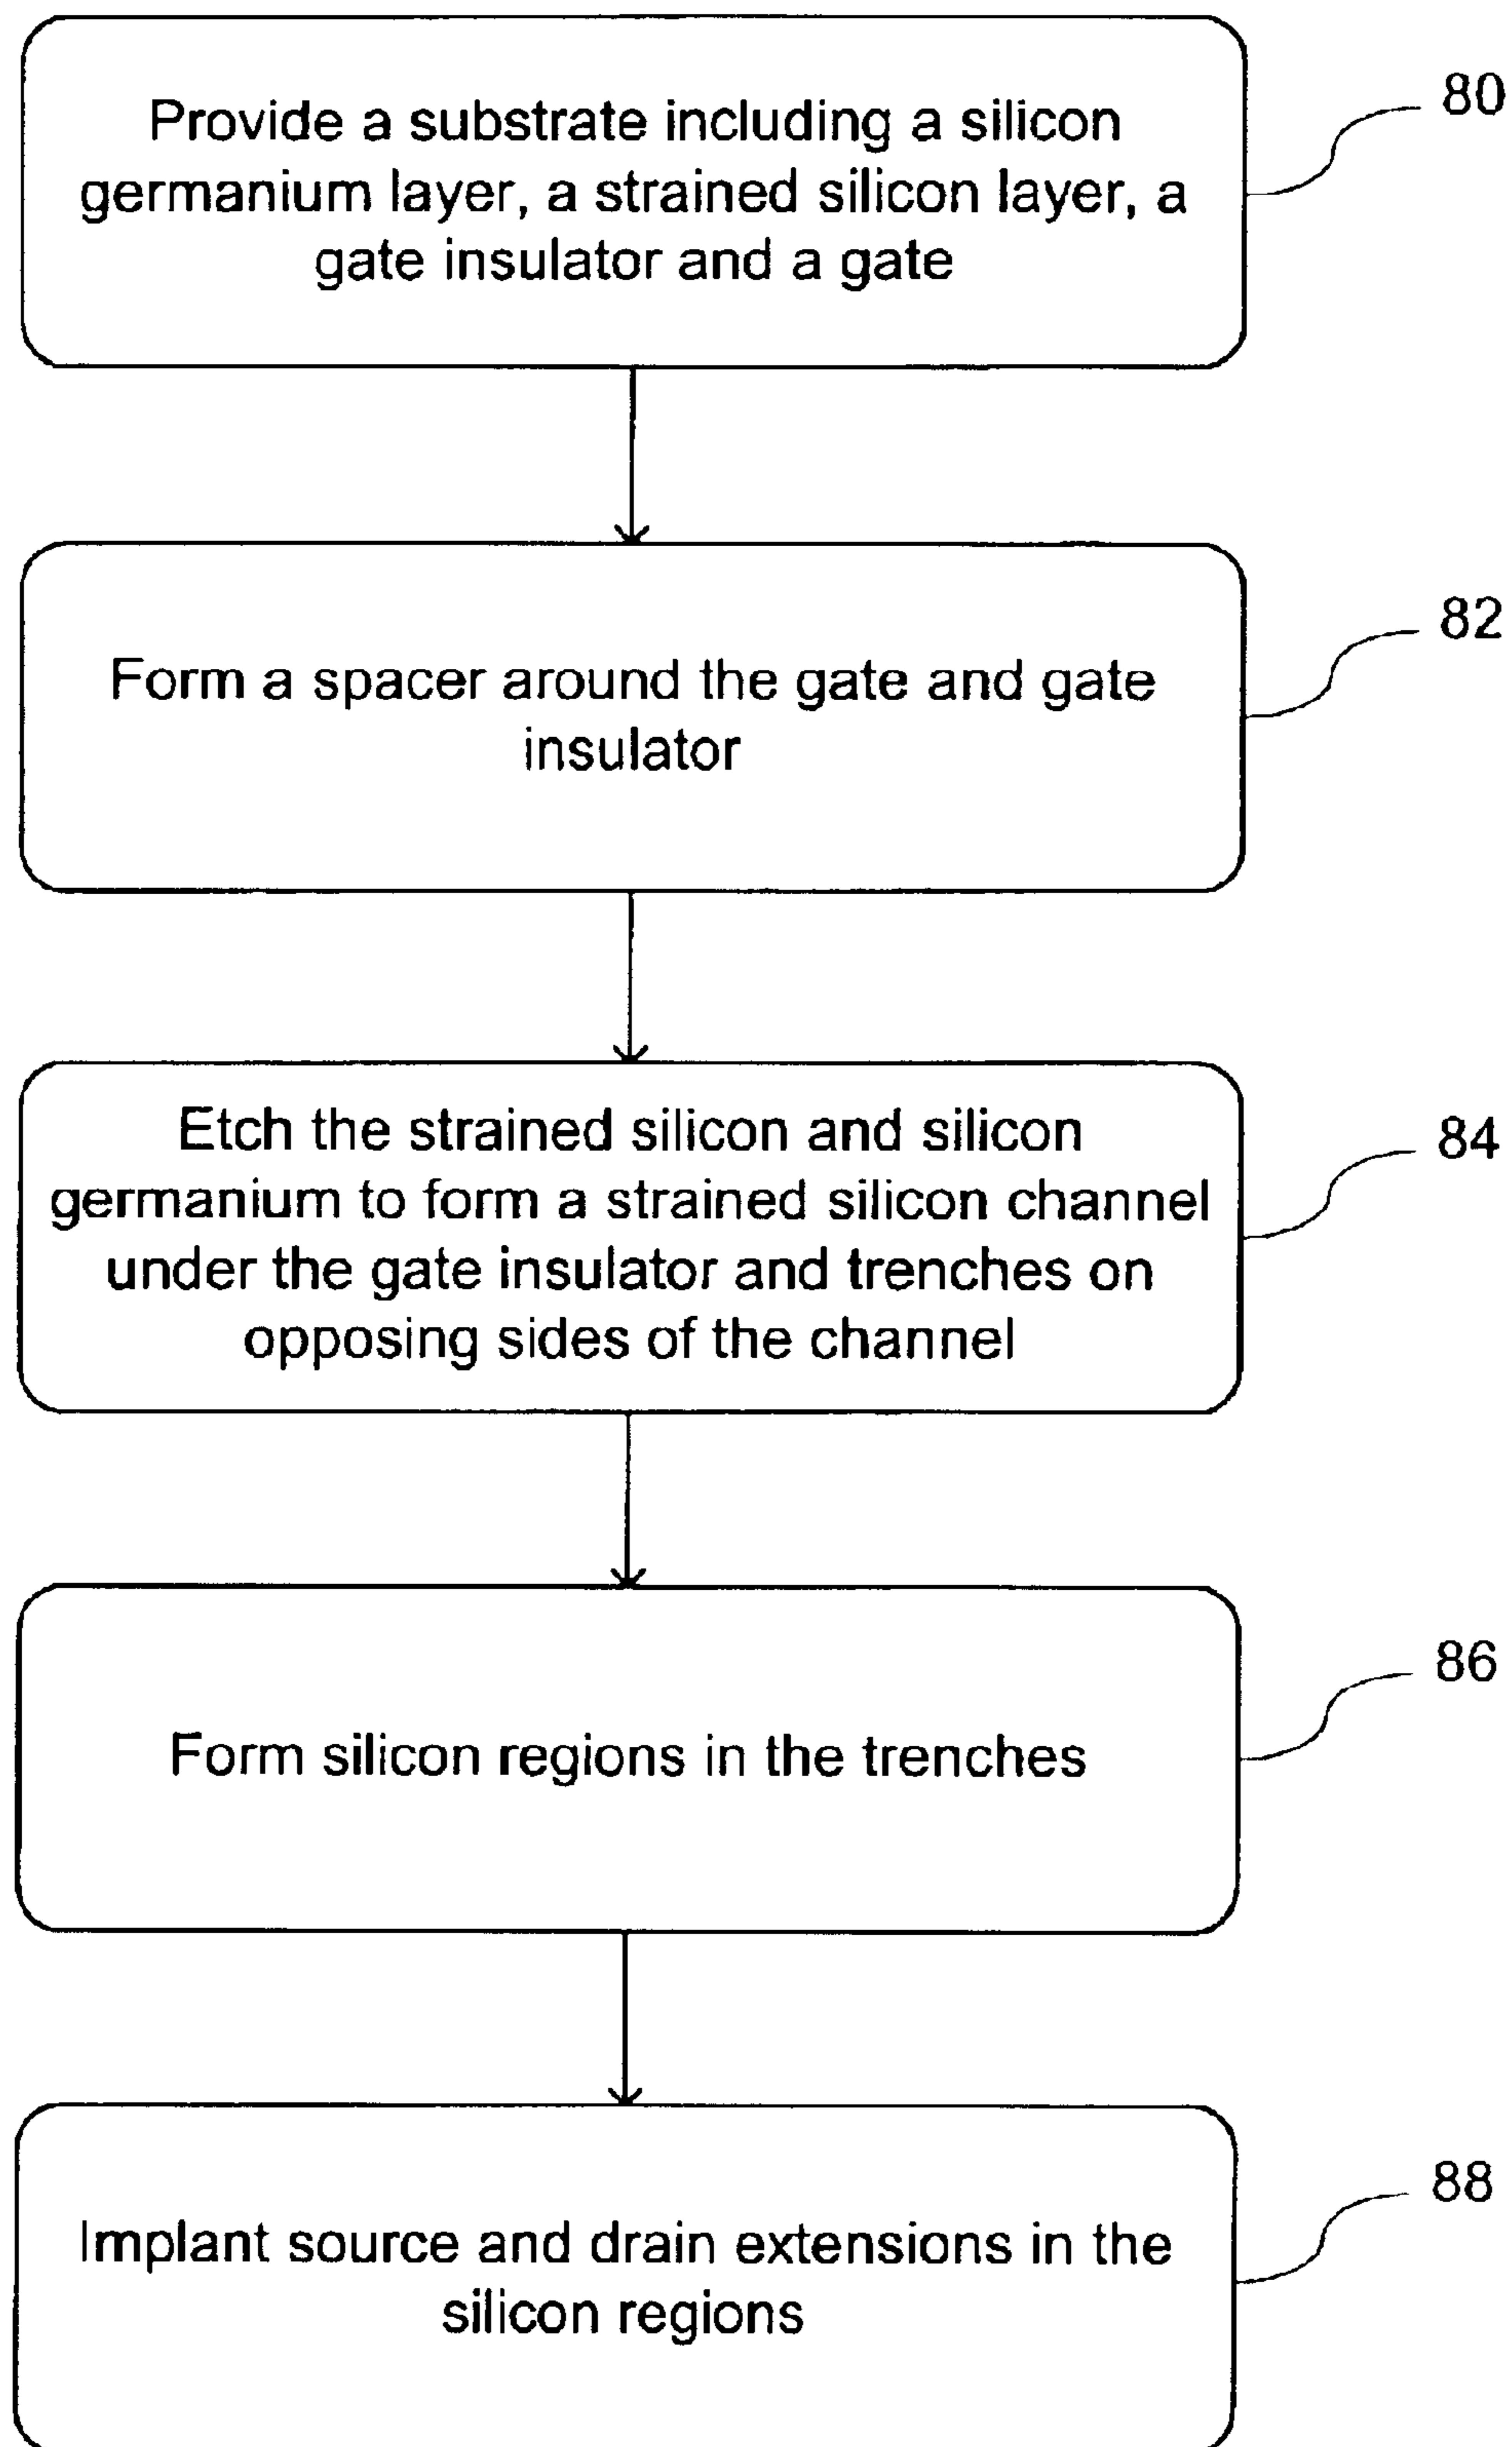 Provide a substrate including a silicon
germanium layer, a strained silicon layer, a
gate insulator and a gate
80
Form a spacer around the gate and gate
insulator
82
Etch the strained silicon and silicon
germanium to form a strained silicon channel
under the gate insulator and trenches on
opposing sides of the channel
84
Form silicon regions in the trenches
86
Implant source and drain extensions in the
silicon regions
88